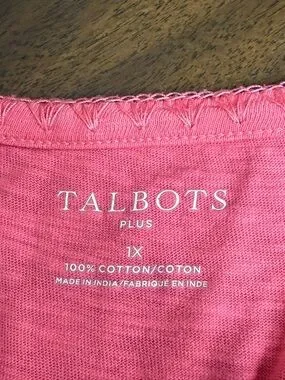 TALBOTS
PLUS
1X
100% COTTON/COTON
MADE IN INDIA/FABRIQUÉ EN INDE